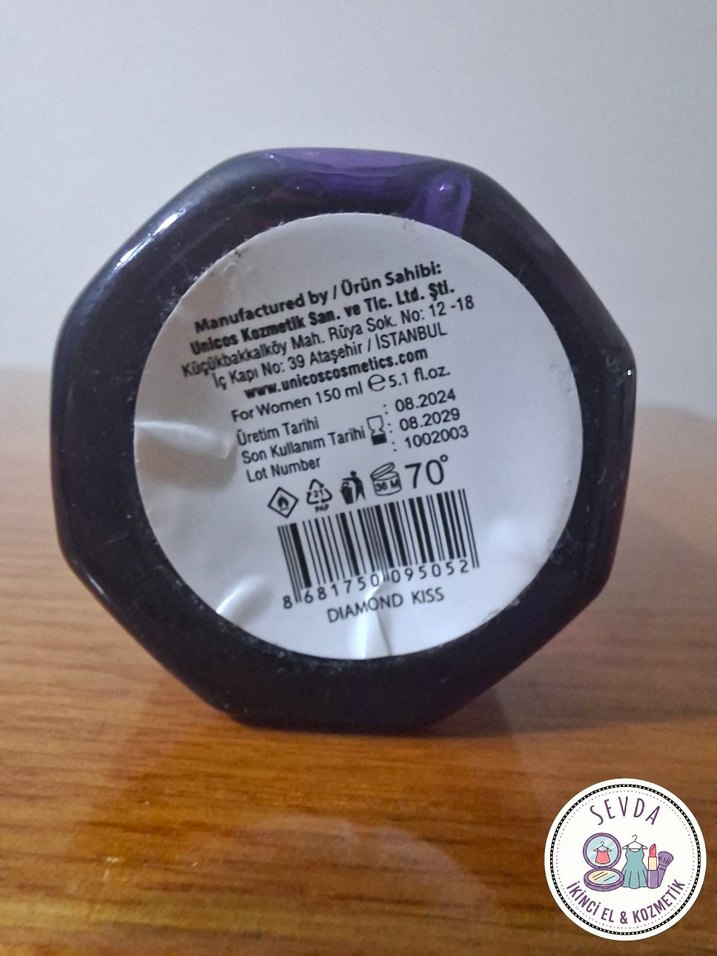 Manufactured by / Ürün Sahibi:
Unicos Kozmetik San. ve Tic. Ltd. Şti.
Küçükbakkalköy Mah. Rüya Sok. No: 12 -18
İç Kapı No: 39 Ataşehir / İSTANBUL
www.unicoscosmetics.com
For Women 150 ml ℮ 5.1 fl.oz.
Üretim Tarihi : 08.2024
Son Kullanım Tarihi : 08.2029
Lot Number : 1002003
21
PAP
36 M
70°
8 681750 095052
DIAMOND KISS
SEVDA
İKİNCİ EL & KOZMETİK